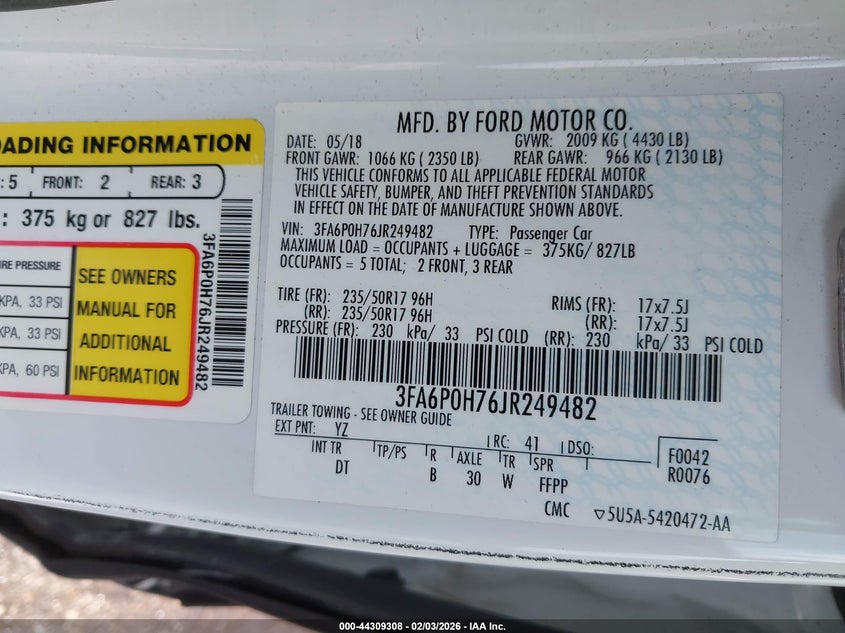 OADING INFORMATION
: 5 FRONT: 2 REAR: 3
: 375 kg or 827 lbs.
IRE PRESSURE
KPA, 33 PSI
KPA, 33 PSI
KPA, 60 PSI
SEE OWNERS
MANUAL FOR
ADDITIONAL
INFORMATION
3FA6P0H76JR249482
MFD. BY FORD MOTOR CO.
DATE: 05/18 GVWR: 2009 KG ( 4430 LB)
FRONT GAWR: 1066 KG ( 2350 LB) REAR GAWR: 966 KG ( 2130 LB)
THIS VEHICLE CONFORMS TO ALL APPLICABLE FEDERAL MOTOR
VEHICLE SAFETY, BUMPER, AND THEFT PREVENTION STANDARDS
IN EFFECT ON THE DATE OF MANUFACTURE SHOWN ABOVE.
VIN: 3FA6P0H76JR249482 TYPE: Passenger Car
MAXIMUM LOAD = OCCUPANTS + LUGGAGE = 375KG/ 827LB
OCCUPANTS = 5 TOTAL; 2 FRONT, 3 REAR
TIRE (FR): 235/50R17 96H RIMS (FR): 17x7.5J
(RR): 235/50R17 96H (RR): 17x7.5J
PRESSURE (FR): 230 kPa/ 33 PSI COLD (RR): 230 kPa/ 33 PSI COLD
3FA6P0H76JR249482
TRAILER TOWING - SEE OWNER GUIDE
EXT PNT: YZ RC: 41 DSO: F0042
INT TR TP/PS R AXLE TR SPR R0076
DT B 30 W FFPP
CMC ▽5U5A-5420472-AA
000-44309308 - 02/03/2026 - IAA Inc.